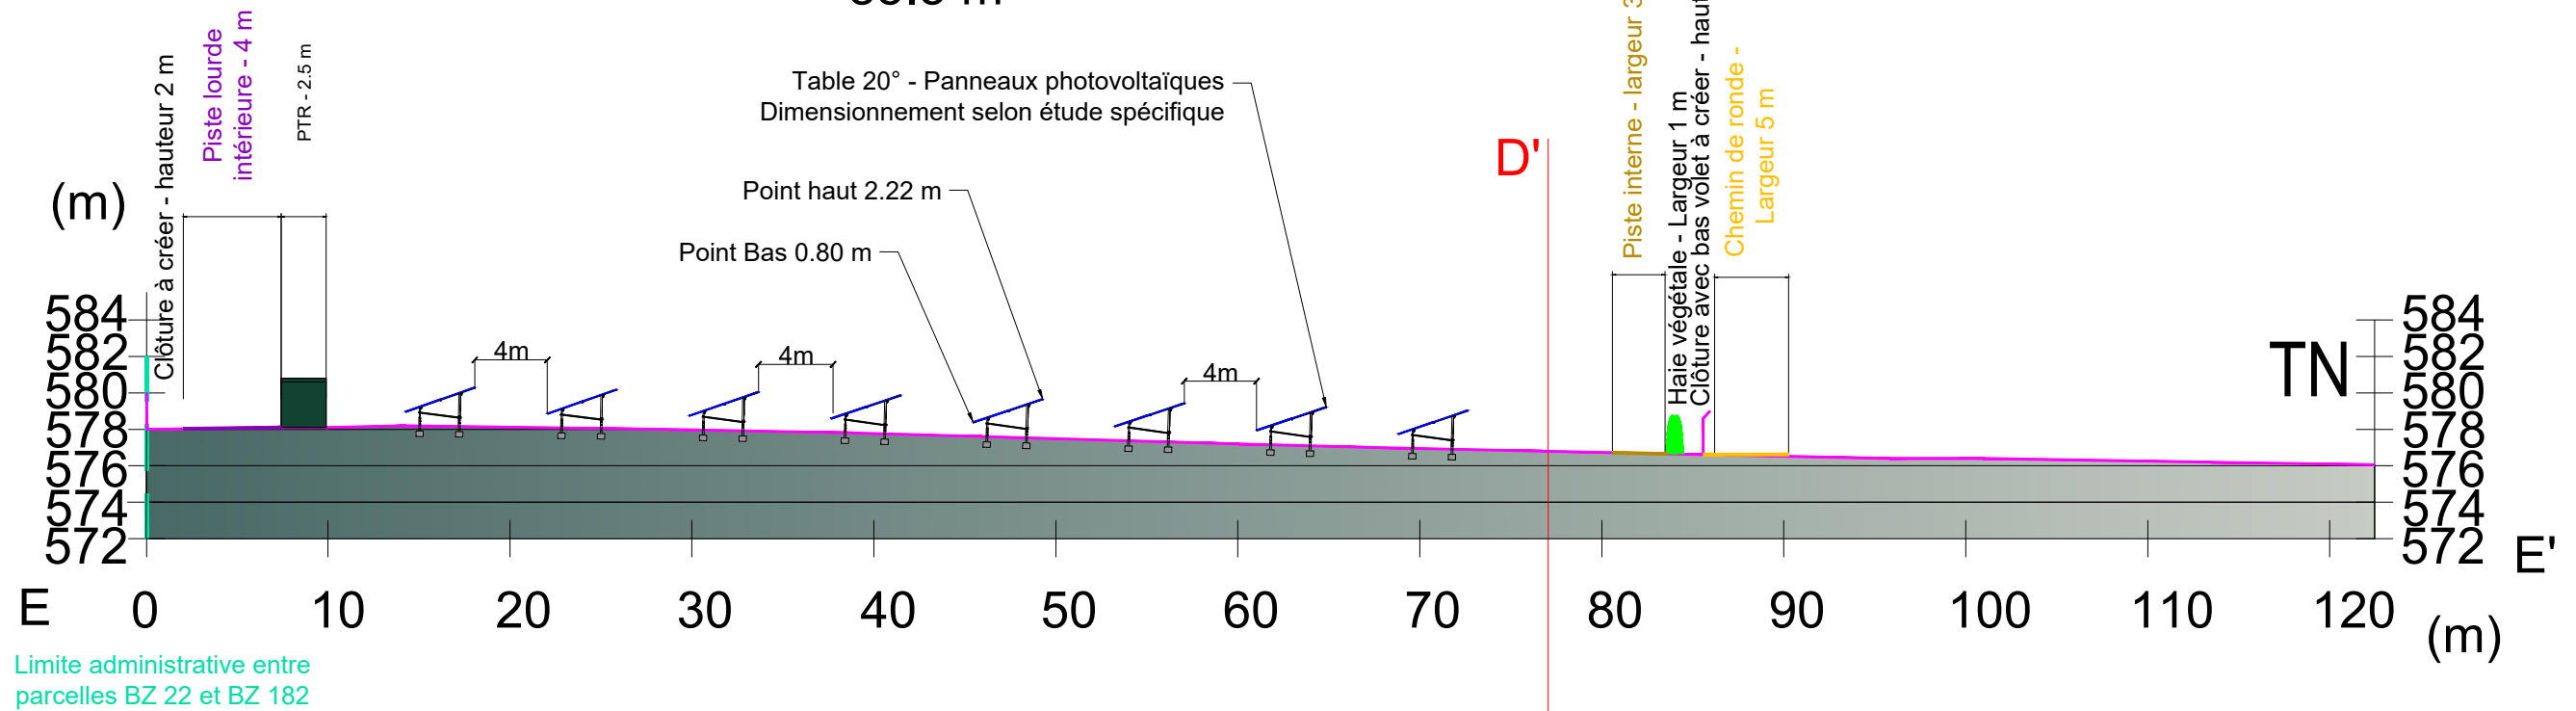 Clôture à créer - hauteur 2 m
Piste lourde
intérieure - 4 m
PTR - 2.5 m
Table 20° - Panneaux photovoltaïques
Dimensionnement selon étude spécifique
Point haut 2.22 m
Point Bas 0.80 m
D'
Piste interne - largeur
Haie végétale - Largeur 1 m
Clôture avec bas volet à créer -
Chemin de ronde -
Largeur 5 m
(m)
584
582
580
578
576
574
572
4m
4m
4m
TN
584
582
580
578
576
574
572
E
E'
0
10
20
30
40
50
60
70
80
90
100
110
120
(m)
Limite administrative entre
parcelles BZ 22 et BZ 182